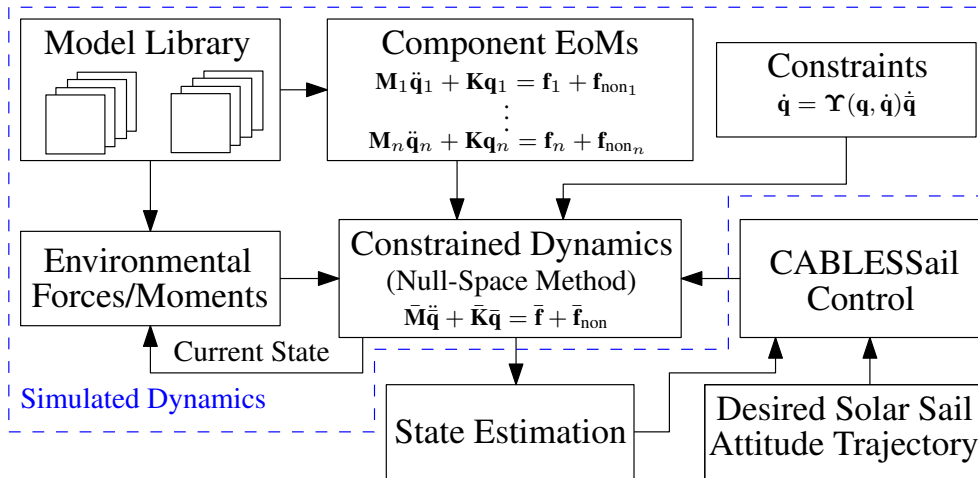 Model Library
Component EoMs
M₁q̈₁ + Kq₁ = f₁ + f_non₁
⋮
Mₙq̈ₙ + Kqₙ = fₙ + f_nonₙ
Constraints
q̇ = Υ(q, q̇)q̄̇
Environmental
Forces/Moments
Constrained Dynamics
(Null-Space Method)
M̄q̄̈ + K̄q̄ = f̄ + f̄_non
CABLESSail
Control
Current State
Simulated Dynamics
State Estimation
Desired Solar Sail
Attitude Trajectory